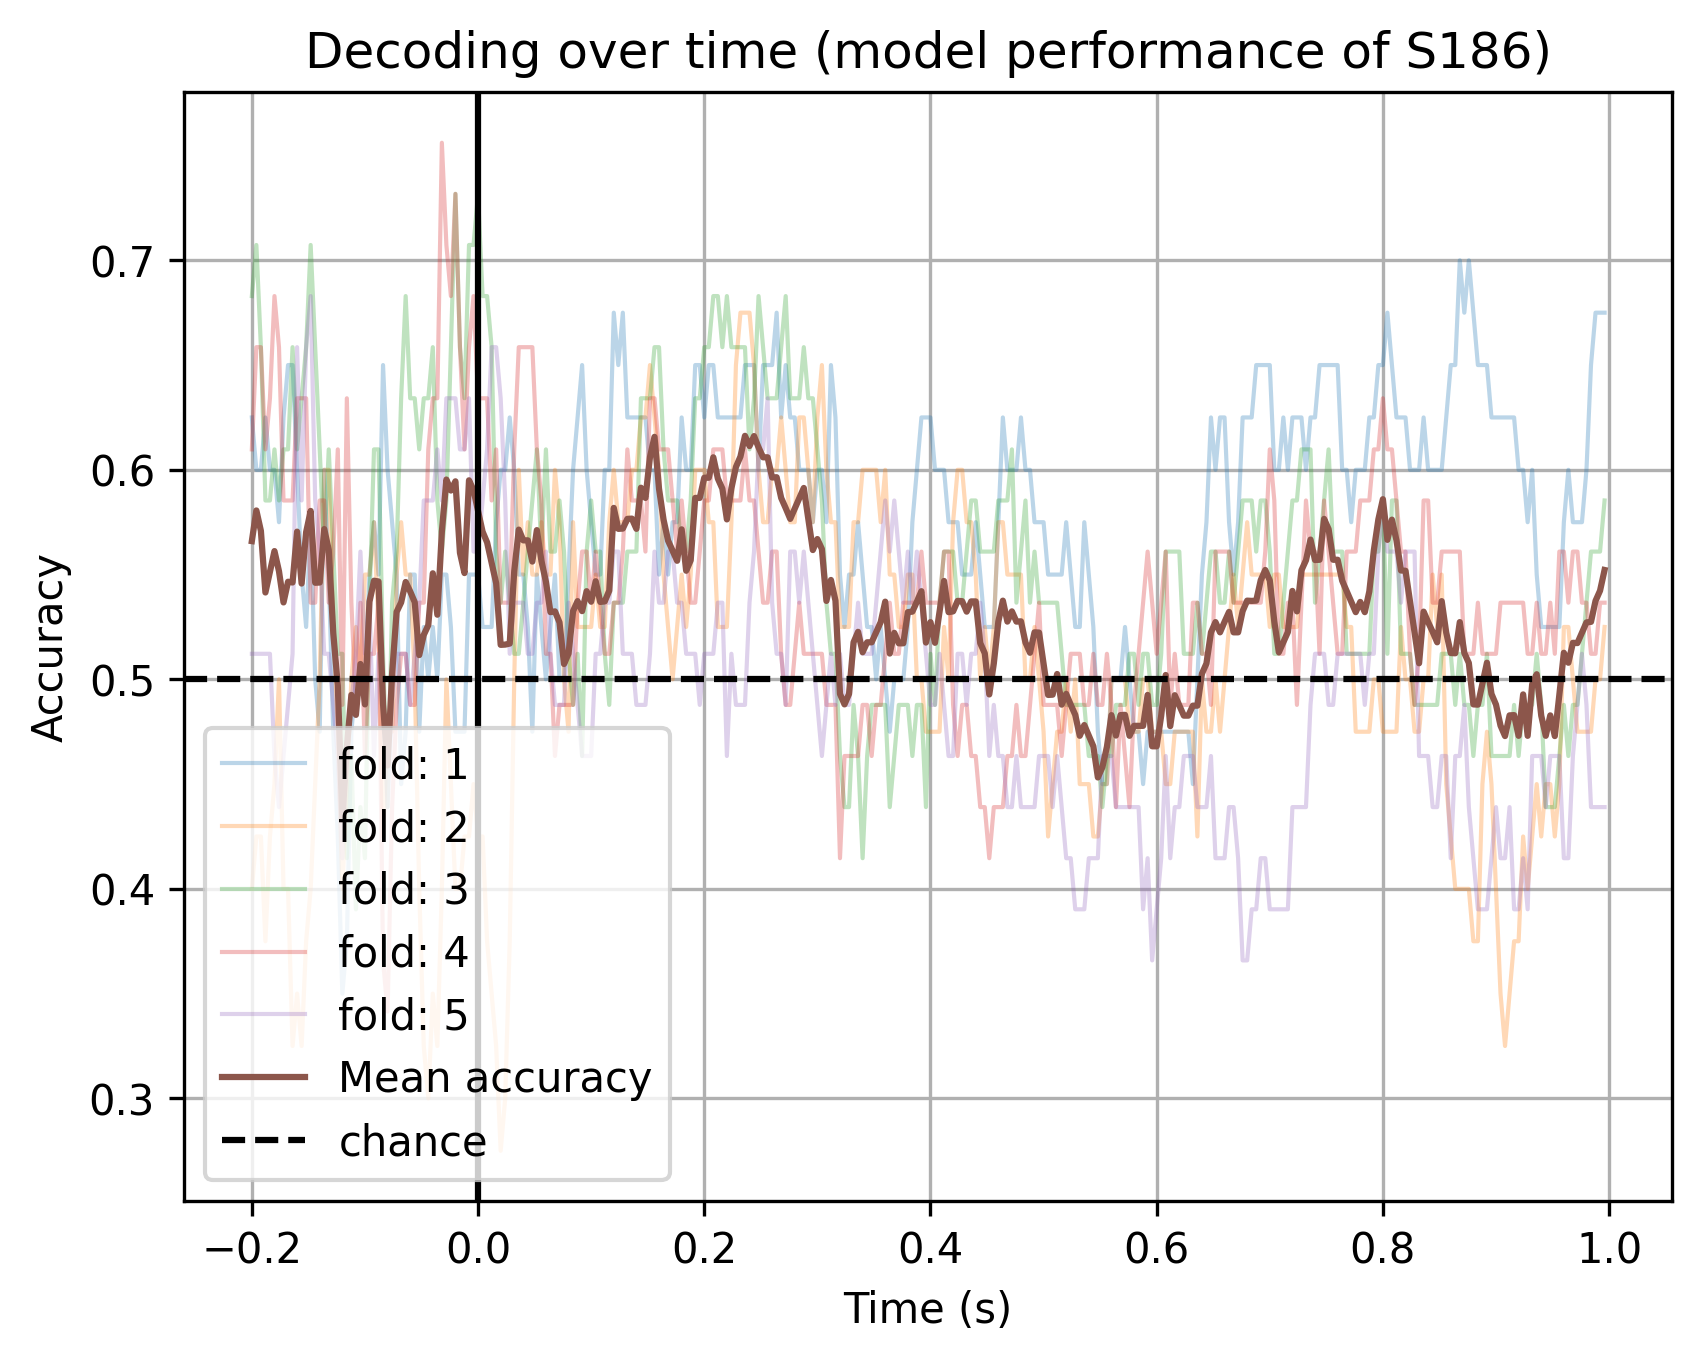 Decoding over time (model performance of S186)
Accuracy
0.7
0.6
0.5
0.4
0.3
fold: 1
fold: 2
fold: 3
fold: 4
fold: 5
Mean accuracy
chance
−0.2 0.0 0.2 0.4 0.6 0.8 1.0
Time (s)